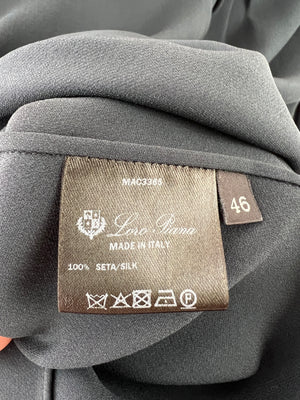 MAC3365
46
Loro Piana
MADE IN ITALY
100% SETA/SILK
P